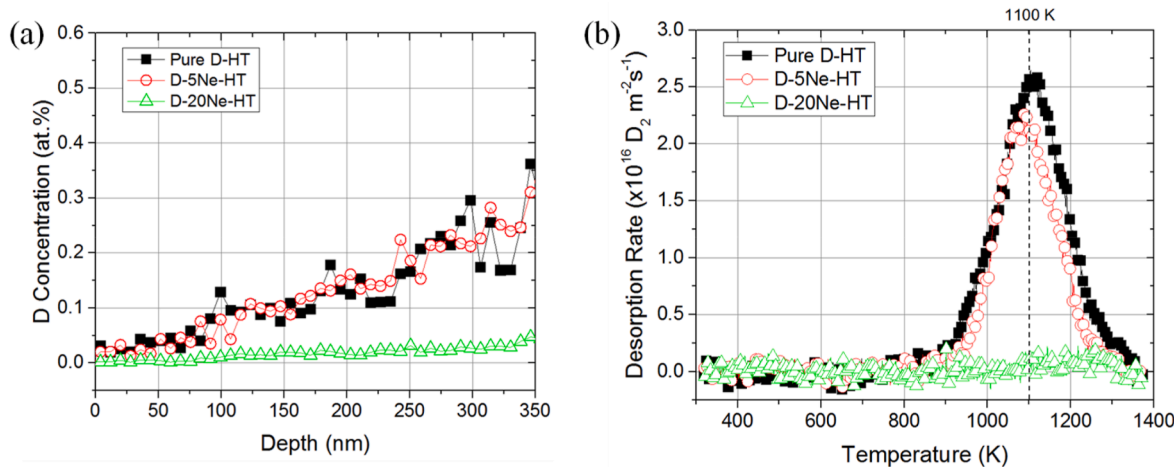 (a)
0.6
0.5
0.4
0.3
0.2
0.1
0.0
D Concentration (at.%)
Pure D-HT
D-5Ne-HT
D-20Ne-HT
0 50 100 150 200 250 300 350
Depth (nm)
(b)
1100 K
3.0
2.5
2.0
1.5
1.0
0.5
0.0
Desorption Rate (x10¹⁶ D₂ m⁻²s⁻¹)
Pure D-HT
D-5Ne-HT
D-20Ne-HT
400 600 800 1000 1200 1400
Temperature (K)